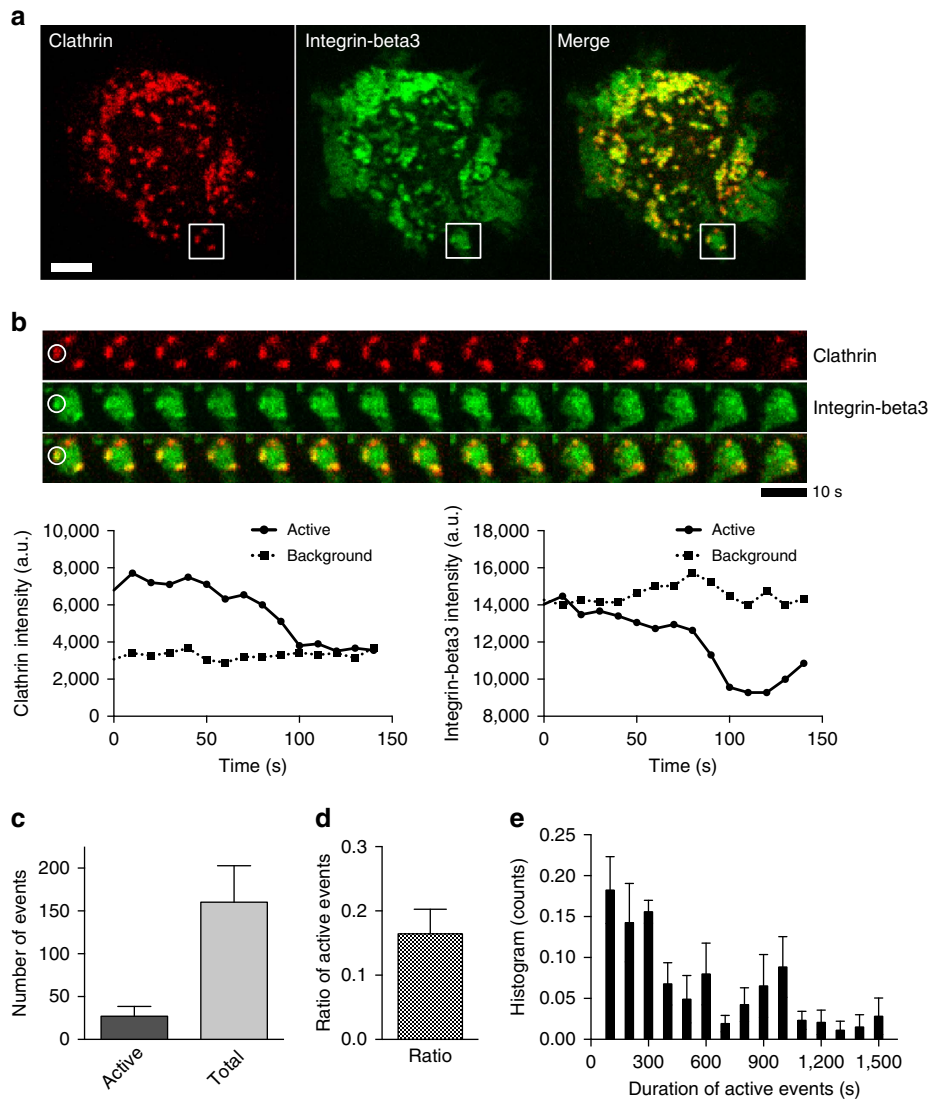 a
Clathrin
Integrin-beta3
Merge
b
Clathrin
Integrin-beta3
10 s
10,000
8,000
6,000
4,000
2,000
0
Clathrin intensity (a.u.)
Active
Background
0
50
100
150
Time (s)
18,000
16,000
14,000
12,000
10,000
8,000
Integrin-beta3 intensity (a.u.)
Active
Background
0
50
100
150
Time (s)
c
200
150
100
50
0
Number of events
Active
Total
d
0.3
0.2
0.1
0.0
Ratio of active events
Ratio
e
0.25
0.20
0.15
0.10
0.05
0.00
Histogram (counts)
0
300
600
900
1,200
1,500
Duration of active events (s)